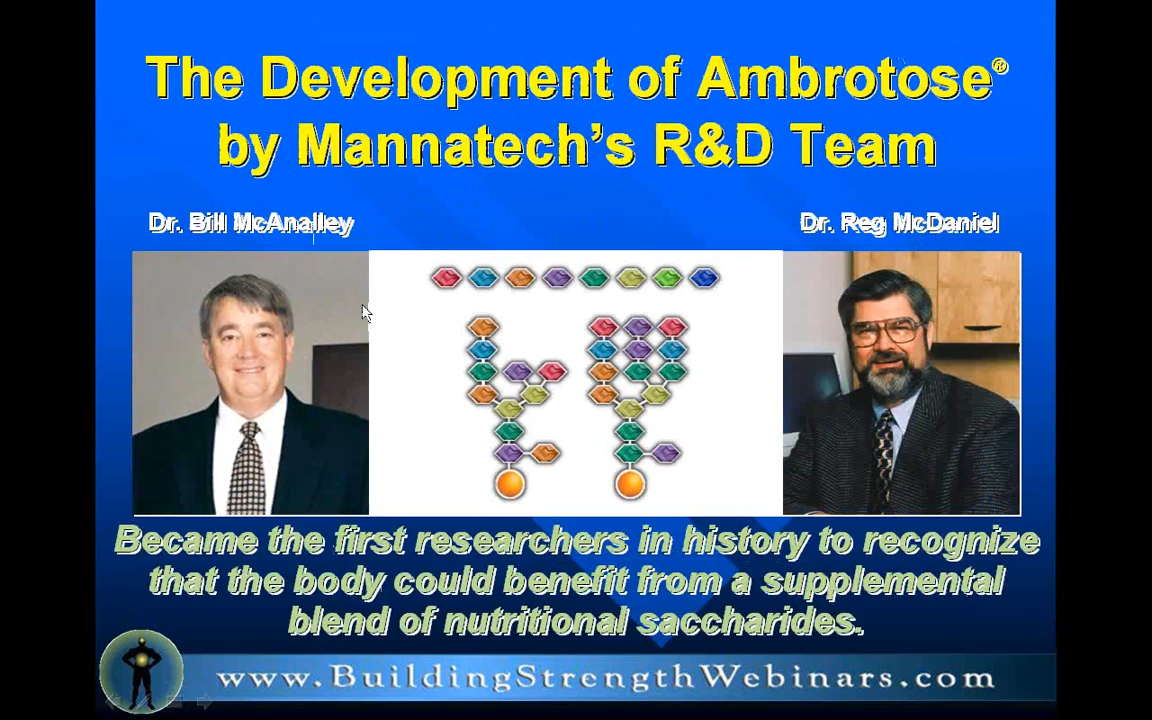 The Development of Ambrotose®
by Mannatech's R&D Team
Dr. Bill McAnalley
Dr. Reg McDaniel
Became the first researchers in history to recognize
that the body could benefit from a supplemental
blend of nutritional saccharides.
www.BuildingStrengthWebinars.com